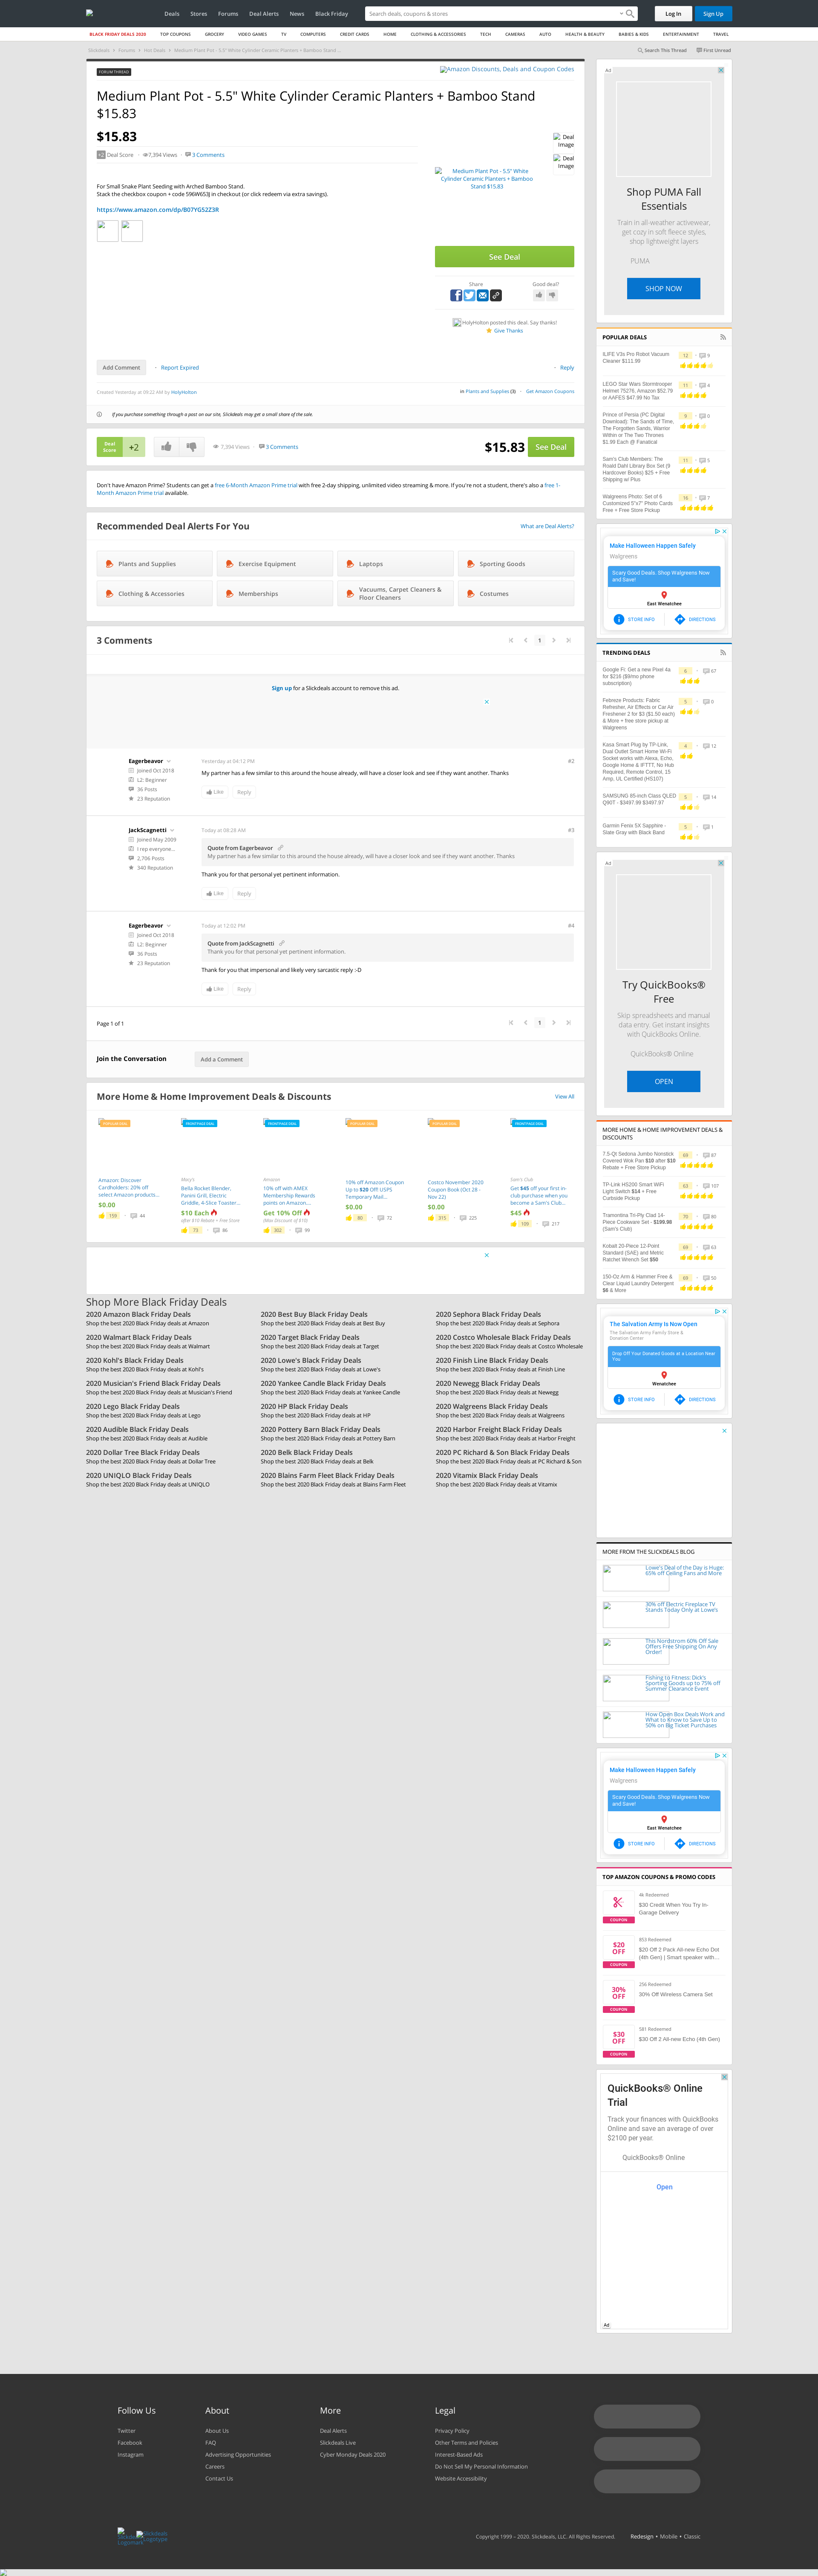 Deals
Stores
Forums
Deal Alerts
News
Black Friday
Search deals, coupons & stores
Log In
Sign Up
BLACK FRIDAY DEALS 2020
TOP COUPONS
GROCERY
VIDEO GAMES
TV
COMPUTERS
CREDIT CARDS
HOME
CLOTHING & ACCESSORIES
TECH
CAMERAS
AUTO
HEALTH & BEAUTY
BABIES & KIDS
ENTERTAINMENT
TRAVEL
Slickdeals
Forums
Hot Deals
Medium Plant Pot - 5.5" White Cylinder Ceramic Planters + Bamboo Stand ...
Search This Thread
First Unread
FORUM THREAD
Amazon Discounts, Deals and Coupon Codes
Medium Plant Pot - 5.5" White Cylinder Ceramic Planters + Bamboo Stand
$15.83
$15.83
+2 Deal Score
7,394 Views
3 Comments
Deal Image
Deal Image
Medium Plant Pot - 5.5" White Cylinder Ceramic Planters + Bamboo Stand $15.83
For Small Snake Plant Seedling with Arched Bamboo Stand.
Stack the checkbox coupon + code S96W653J in checkout (or click redeem via extra savings).
https://www.amazon.com/dp/B07YG52Z3R
See Deal
Share
Good deal?
HolyHolton posted this deal. Say thanks!
Give Thanks
Add Comment
Report Expired
Reply
Created Yesterday at 09:22 AM by HolyHolton
in Plants and Supplies (3)
Get Amazon Coupons
If you purchase something through a post on our site, Slickdeals may get a small share of the sale.
Deal Score
+2
7,394 Views
3 Comments
$15.83
See Deal
Don't have Amazon Prime? Students can get a free 6-Month Amazon Prime trial with free 2-day shipping, unlimited video streaming & more. If you're not a student, there's also a free 1-
Month Amazon Prime trial available.
Recommended Deal Alerts For You
What are Deal Alerts?
Plants and Supplies
Exercise Equipment
Laptops
Sporting Goods
Clothing & Accessories
Memberships
Vacuums, Carpet Cleaners & Floor Cleaners
Costumes
3 Comments
1
Sign up for a Slickdeals account to remove this ad.
Eagerbeaver
Joined Oct 2018
L2: Beginner
36 Posts
23 Reputation
Yesterday at 04:12 PM
#2
My partner has a few similar to this around the house already, will have a closer look and see if they want another. Thanks
Like
Reply
JackScagnetti
Joined May 2009
I rep everyone...
2,706 Posts
340 Reputation
Today at 08:28 AM
#3
Quote from Eagerbeaver
My partner has a few similar to this around the house already, will have a closer look and see if they want another. Thanks
Thank you for that personal yet pertinent information.
Like
Reply
Eagerbeaver
Joined Oct 2018
L2: Beginner
36 Posts
23 Reputation
Today at 12:02 PM
#4
Quote from JackScagnetti
Thank you for that personal yet pertinent information.
Thank for you that impersonal and likely very sarcastic reply :-D
Like
Reply
Page 1 of 1
1
Join the Conversation
Add a Comment
More Home & Home Improvement Deals & Discounts
View All
POPULAR DEAL
Amazon: Discover Cardholders: 20% off select Amazon products...
$0.00
159
44
FRONTPAGE DEAL
Macy's
Bella Rocket Blender, Panini Grill, Electric Griddle, 4-Slice Toaster...
$10 Each
after $10 Rebate + Free Store
73
86
FRONTPAGE DEAL
Amazon
10% off with AMEX Membership Rewards points on Amazon...
Get 10% Off
(Max Discount of $15)
302
99
POPULAR DEAL
10% off Amazon Coupon Up to $20 Off: USPS Temporary Mail...
$0.00
80
72
POPULAR DEAL
Costco November 2020 Coupon Book (Oct 28 - Nov 22)
$0.00
315
225
FRONTPAGE DEAL
Sam's Club
Get $45 off your first in club purchase when you become a Sam's Club...
$45
109
217
Shop More Black Friday Deals
2020 Amazon Black Friday Deals
Shop the best 2020 Black Friday deals at Amazon
2020 Best Buy Black Friday Deals
Shop the best 2020 Black Friday deals at Best Buy
2020 Sephora Black Friday Deals
Shop the best 2020 Black Friday deals at Sephora
2020 Walmart Black Friday Deals
Shop the best 2020 Black Friday deals at Walmart
2020 Target Black Friday Deals
Shop the best 2020 Black Friday deals at Target
2020 Costco Wholesale Black Friday Deals
Shop the best 2020 Black Friday deals at Costco Wholesale
2020 Kohl's Black Friday Deals
Shop the best 2020 Black Friday deals at Kohl's
2020 Lowe's Black Friday Deals
Shop the best 2020 Black Friday deals at Lowe's
2020 Finish Line Black Friday Deals
Shop the best 2020 Black Friday deals at Finish Line
2020 Musician's Friend Black Friday Deals
Shop the best 2020 Black Friday deals at Musician's Friend
2020 Yankee Candle Black Friday Deals
Shop the best 2020 Black Friday deals at Yankee Candle
2020 Newegg Black Friday Deals
Shop the best 2020 Black Friday deals at Newegg
2020 Lego Black Friday Deals
Shop the best 2020 Black Friday deals at Lego
2020 HP Black Friday Deals
Shop the best 2020 Black Friday deals at HP
2020 Walgreens Black Friday Deals
Shop the best 2020 Black Friday deals at Walgreens
2020 Audible Black Friday Deals
Shop the best 2020 Black Friday deals at Audible
2020 Pottery Barn Black Friday Deals
Shop the best 2020 Black Friday deals at Pottery Barn
2020 Harbor Freight Black Friday Deals
Shop the best 2020 Black Friday deals at Harbor Freight
2020 Dollar Tree Black Friday Deals
Shop the best 2020 Black Friday deals at Dollar Tree
2020 Belk Black Friday Deals
Shop the best 2020 Black Friday deals at Belk
2020 PC Richard & Son Black Friday Deals
Shop the best 2020 Black Friday deals at PC Richard & Son
2020 UNIQLO Black Friday Deals
Shop the best 2020 Black Friday deals at UNIQLO
2020 Blains Farm Fleet Black Friday Deals
Shop the best 2020 Black Friday deals at Blains Farm Fleet
2020 Vitamix Black Friday Deals
Shop the best 2020 Black Friday deals at Vitamix
Ad
Shop PUMA Fall Essentials
Train in all-weather activewear, get cozy in soft fleece styles, shop lightweight layers
PUMA
SHOP NOW
POPULAR DEALS
ILIFE V3s Pro Robot Vacuum Cleaner $111.99
12
9
LEGO Star Wars Stormtrooper Helmet 75276, Amazon $52.79 or AAFES $47.99 No Tax
11
4
Prince of Persia (PC Digital Download): The Sands of Time, The Forgotten Sands, Warrior Within or The Two Thrones $1.99 Each @ Fanatical
9
0
Sam's Club Members: The Roald Dahl Library Box Set (9 Hardcover Books) $25 + Free Shipping w/ Plus
11
5
Walgreens Photo: Set of 6 Customized 5"x7" Photo Cards Free + Free Store Pickup
16
7
Make Halloween Happen Safely
Walgreens
Scary Good Deals. Shop Walgreens Now and Save!
East Wenatchee
STORE INFO
DIRECTIONS
TRENDING DEALS
Google Fi: Get a new Pixel 4a for $216 ($9/mo phone subscription)
6
67
Febreze Products: Fabric Refresher, Air Effects or Car Air Freshener 2 for $3 ($1.50 each) & More + free store pickup at Walgreens
5
0
Kasa Smart Plug by TP-Link, Dual Outlet Smart Home Wi-Fi Socket works with Alexa, Echo, Google Home & IFTTT, No Hub Required, Remote Control, 15 Amp, UL Certified (HS107)
4
12
SAMSUNG 85-inch Class QLED Q90T - $3497.99 $3497.97
5
14
Garmin Fenix 5X Sapphire - Slate Gray with Black Band
5
1
Ad
Try QuickBooks® Free
Skip spreadsheets and manual data entry. Get instant insights with QuickBooks Online.
QuickBooks® Online
OPEN
MORE HOME & HOME IMPROVEMENT DEALS & DISCOUNTS
7.5-Qt Sedona Jumbo Nonstick Covered Wok Pan $10 after $10 Rebate + Free Store Pickup
69
87
TP-Link HS200 Smart WiFi Light Switch $14 + Free Curbside Pickup
63
107
Tramontina Tri-Ply Clad 14-Piece Cookware Set - $199.98 (Sam's Club)
70
80
Kobalt 20-Piece 12-Point Standard (SAE) and Metric Ratchet Wrench Set $50
69
63
150-Oz Arm & Hammer Free & Clear Liquid Laundry Detergent $6 & More
69
50
The Salvation Army Is Now Open
The Salvation Army Family Store & Donation Center
Drop Off Your Donated Goods at a Location Near You
Wenatchee
STORE INFO
DIRECTIONS
MORE FROM THE SLICKDEALS BLOG
Lowe's Deal of the Day is Huge: 65% off Ceiling Fans and More
30% off Electric Fireplace TV Stands Today Only at Lowe's
This Nordstrom 60% Off Sale Offers Free Shipping On Any Order!
Fishing to Fitness: Dick's Sporting Goods up to 75% off Summer Clearance Event
How Open Box Deals Work and What to Know to Save Up to 50% on Big Ticket Purchases
Make Halloween Happen Safely
Walgreens
Scary Good Deals. Shop Walgreens Now and Save!
East Wenatchee
STORE INFO
DIRECTIONS
TOP AMAZON COUPONS & PROMO CODES
COUPON
4k Redeemed
$30 Credit When You Try In-Garage Delivery
$20 OFF
COUPON
853 Redeemed
$20 Off 2 Pack All-new Echo Dot (4th Gen) | Smart speaker with...
30% OFF
COUPON
256 Redeemed
30% Off Wireless Camera Set
$30 OFF
COUPON
581 Redeemed
$30 Off 2 All-new Echo (4th Gen)
QuickBooks® Online Trial
Track your finances with QuickBooks Online and save an average of over $2100 per year.
QuickBooks® Online
Open
Ad
Follow Us
Twitter
Facebook
Instagram
About
About Us
FAQ
Advertising Opportunities
Careers
Contact Us
More
Deal Alerts
Slickdeals Live
Cyber Monday Deals 2020
Legal
Privacy Policy
Other Terms and Policies
Interest-Based Ads
Do Not Sell My Personal Information
Website Accessibility
Copyright 1999 – 2020. Slickdeals, LLC. All Rights Reserved.
Redesign • Mobile • Classic